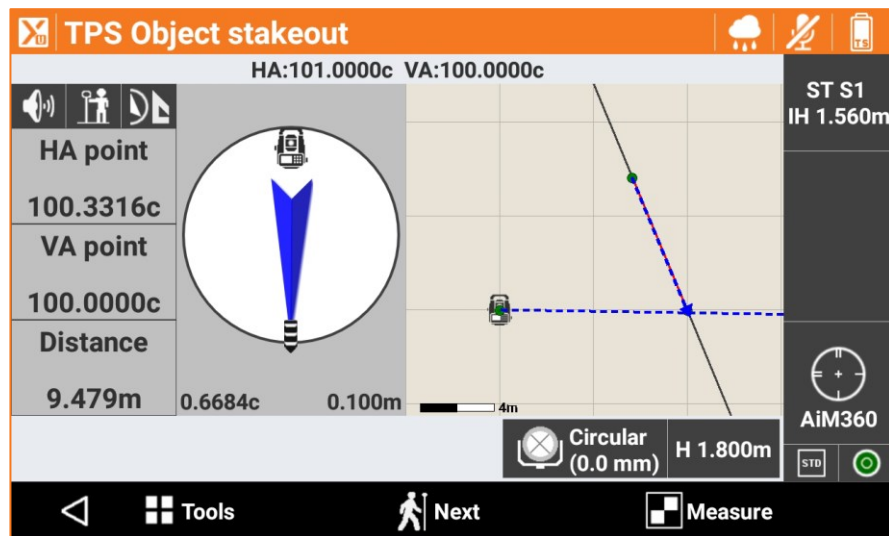 TPS Object stakeout
TS
HA:101.0000c VA:100.0000c
ST S1
IH 1.560m
HA point
100.3316c
VA point
100.0000c
Distance
9.479m
0.6684c
0.100m
4m
AiM360
Circular
(0.0 mm)
H 1.800m
STD
Tools
Next
Measure